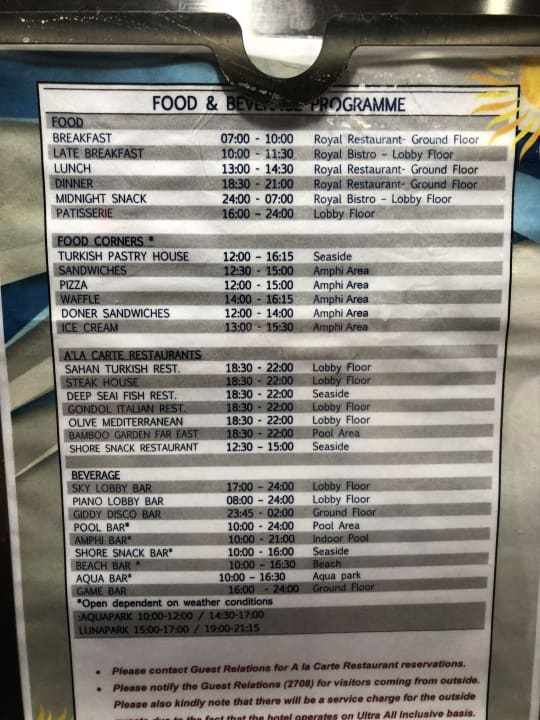 FOOD & BEVERAGE PROGRAMME
FOOD
BREAKFAST 07:00 - 10:00 Royal Restaurant- Ground Floor
LATE BREAKFAST 10:00 - 11:30 Royal Bistro – Lobby Floor
LUNCH 13:00 - 14:30 Royal Restaurant- Ground Floor
DINNER 18:30 - 21:00 Royal Restaurant- Ground Floor
MIDNIGHT SNACK 24:00 - 07:00 Royal Bistro – Lobby Floor
PATISSERIE 16:00 – 24:00 Lobby Floor
FOOD CORNERS *
TURKISH PASTRY HOUSE 12:00 – 16:15 Seaside
SANDWICHES 12:30 - 15:00 Amphi Area
PIZZA 12:00 - 15:00 Amphi Area
WAFFLE 14:00 - 16:15 Amphi Area
DONER SANDWICHES 12:00 - 14:00 Amphi Area
ICE CREAM 13:00 - 15:30 Amphi Area
A'LA CARTE RESTAURANTS
SAHAN TURKISH REST. 18:30 - 22:00 Lobby Floor
STEAK HOUSE 18:30 - 22:00 Lobby Floor
DEEP SEAI FISH REST. 18:30 - 22:00 Seaside
GONDOL ITALIAN REST. 18:30 - 22:00 Lobby Floor
OLIVE MEDITERRANEAN 18:30 - 22:00 Lobby Floor
BAMBOO GARDEN FAR EAST 18:30 - 22:00 Pool Area
SHORE SNACK RESTAURANT 12:30 – 15:00 Seaside
BEVERAGE
SKY LOBBY BAR 17:00 – 24:00 Lobby Floor
PIANO LOBBY BAR 08:00 – 24:00 Lobby Floor
GIDDY DISCO BAR 23:45 - 02:00 Ground Floor
POOL BAR* 10:00 - 24:00 Pool Area
AMPHI BAR* 10:00 - 21:00 Indoor Pool
SHORE SNACK BAR* 10:00 - 16:00 Seaside
BEACH BAR * 10:00 – 16:30 Beach
AQUA BAR* 10:00 – 16:30 Aqua park
GAME BAR 16:00 - 24:00 Ground Floor
*Open dependent on weather conditions
:AQUAPARK 10:00-12:00 / 14:30-17:00
LUNAPARK 15:00-17:00 / 19:00-21:15
• Please contact Guest Relations for A la Carte Restaurant reservations.
• Please notify the Guest Relations (2708) for visitors coming from outside.
Please also kindly note that there will be a service charge for the outside
guests due to the fact that the hotel operates on Ultra All Inclusive basis.